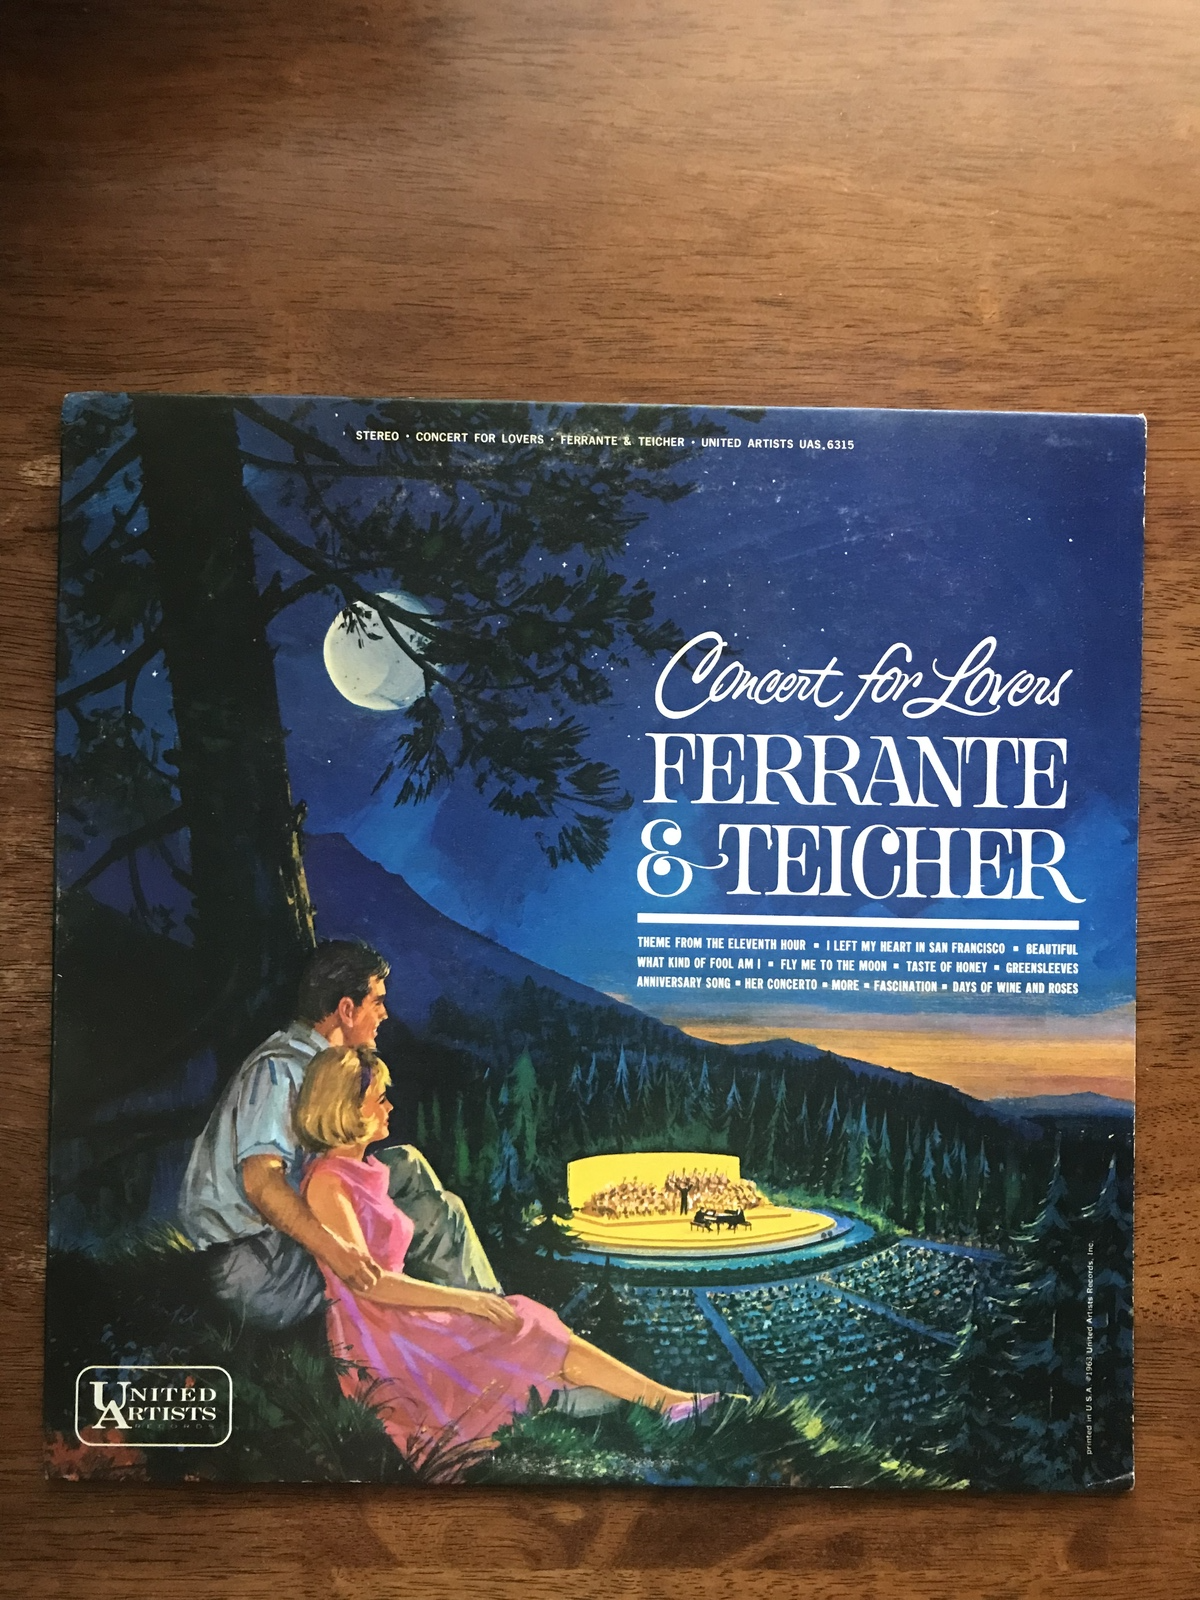 STEREO · CONCERT FOR LOVERS · FERRANTE & TEICHER · UNITED ARTISTS UAS 6315
Concert for Lovers
FERRANTE
& TEICHER
THEME FROM THE ELEVENTH HOUR ▪ I LEFT MY HEART IN SAN FRANCISCO ▪ BEAUTIFUL
WHAT KIND OF FOOL AM I ▪ FLY ME TO THE MOON ▪ TASTE OF HONEY ▪ GREENSLEEVES
ANNIVERSARY SONG ▪ HER CONCERTO ▪ MORE ▪ FASCINATION ▪ DAYS OF WINE AND ROSES
UNITED
ARTISTS
RECORDS
printed in U.S.A. ©1963 United Artists Records, Inc.